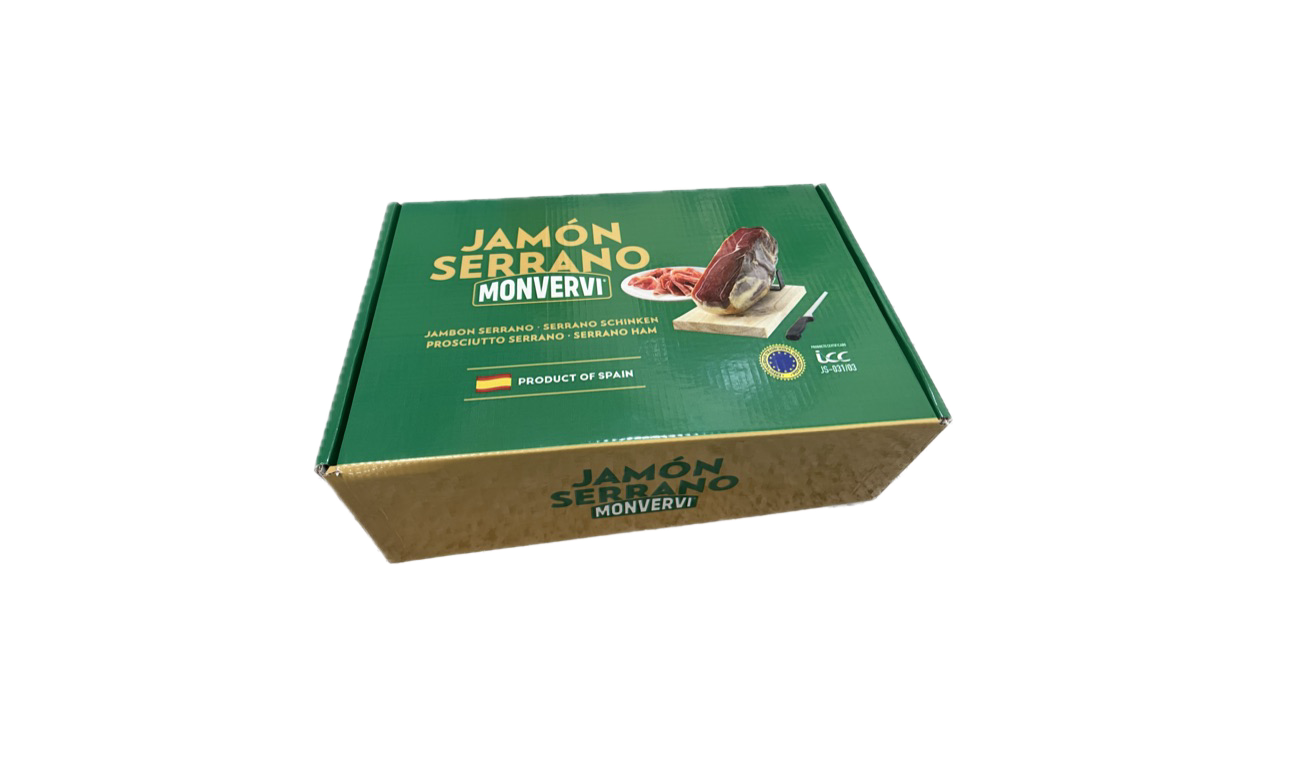 JAMÓN
SERRANO
MONVERVI
JAMBON SERRANO · SERRANO SCHINKEN
PROSCIUTTO SERRANO · SERRANO HAM
PRODUCT OF SPAIN
icc
JS-031/03
JAMÓN
SERRANO
MONVERVI